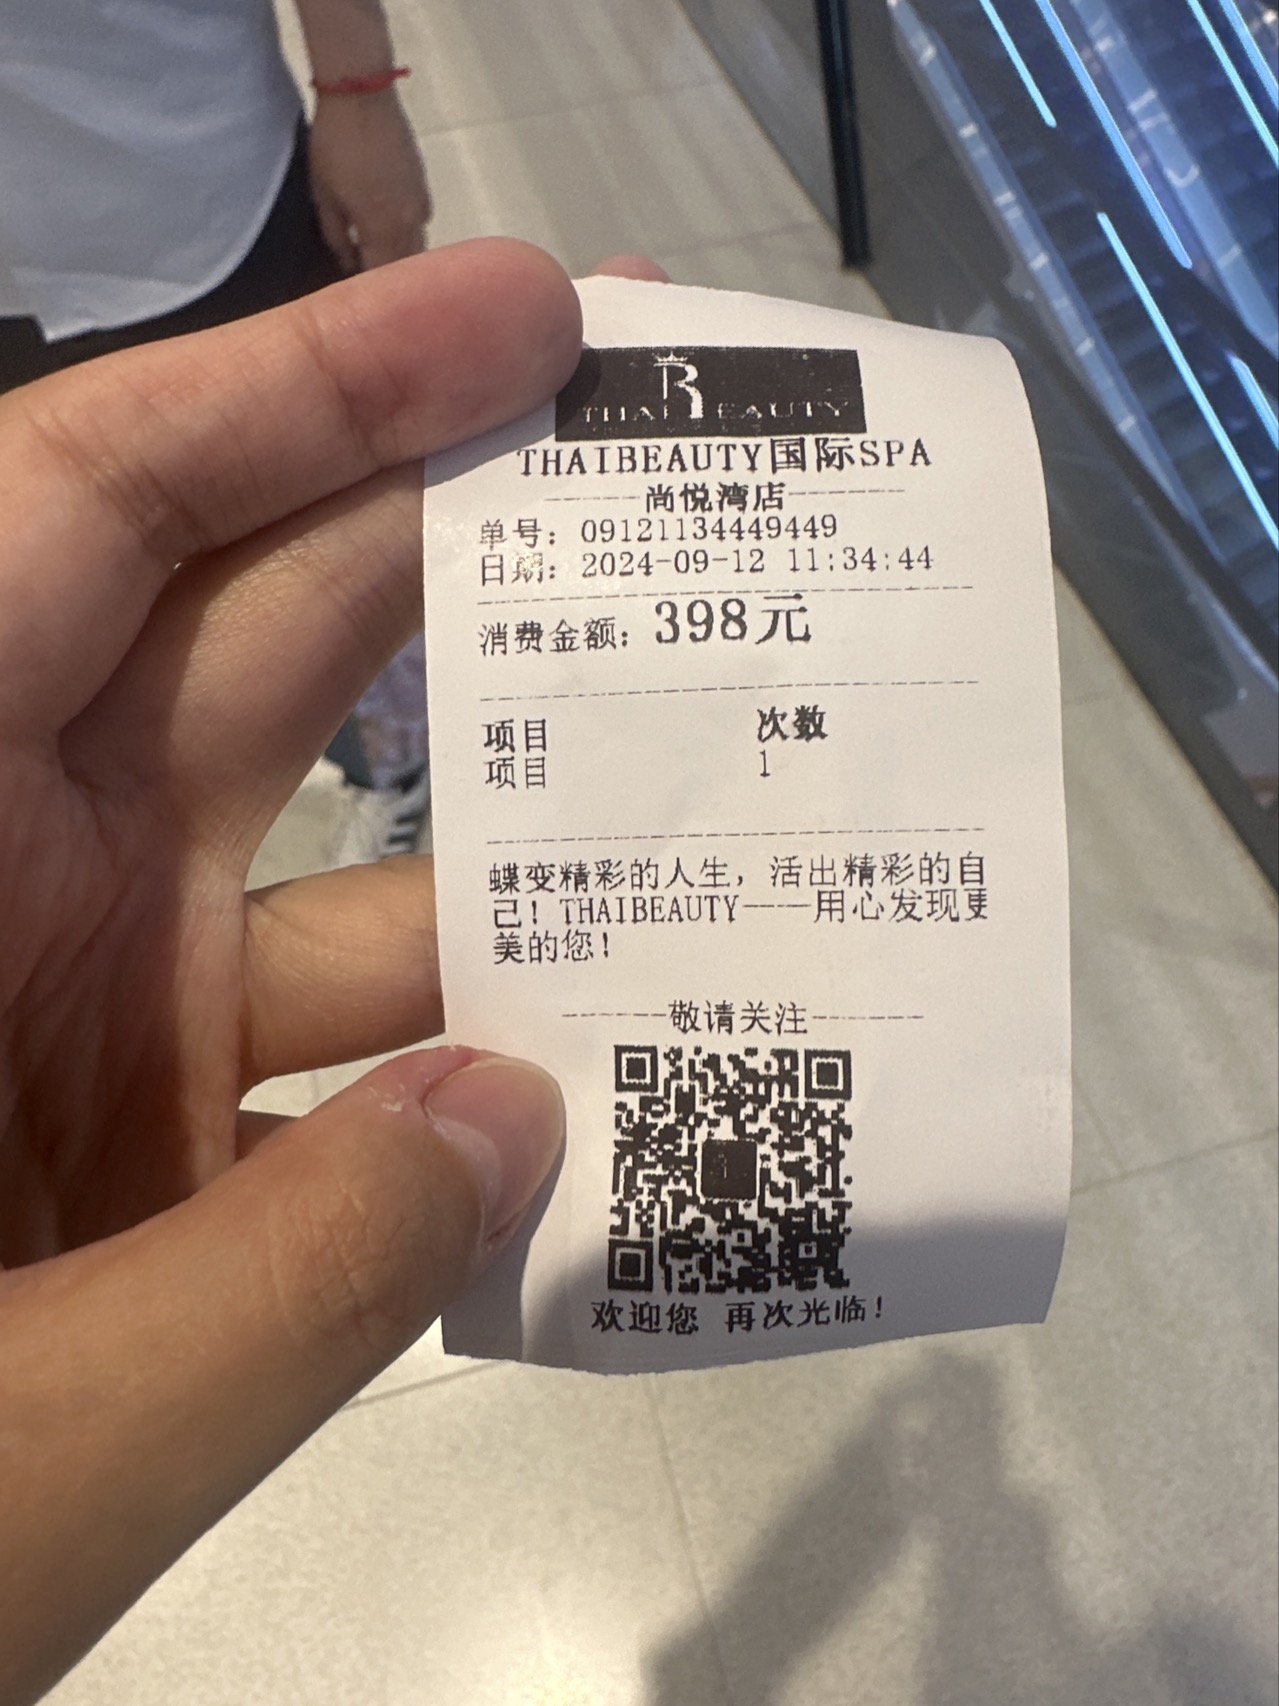 THAI BEAUTY
THAIBEAUTY国际SPA
------尚悦湾店------
单号: 09121134449449
日期: 2024-09-12 11:34:44
消费金额: 398元
项目 次数
项目 1
蝶变精彩的人生, 活出精彩的自
己! THAIBEAUTY——用心发现更
美的您!
------敬请关注------
欢迎您 再次光临!